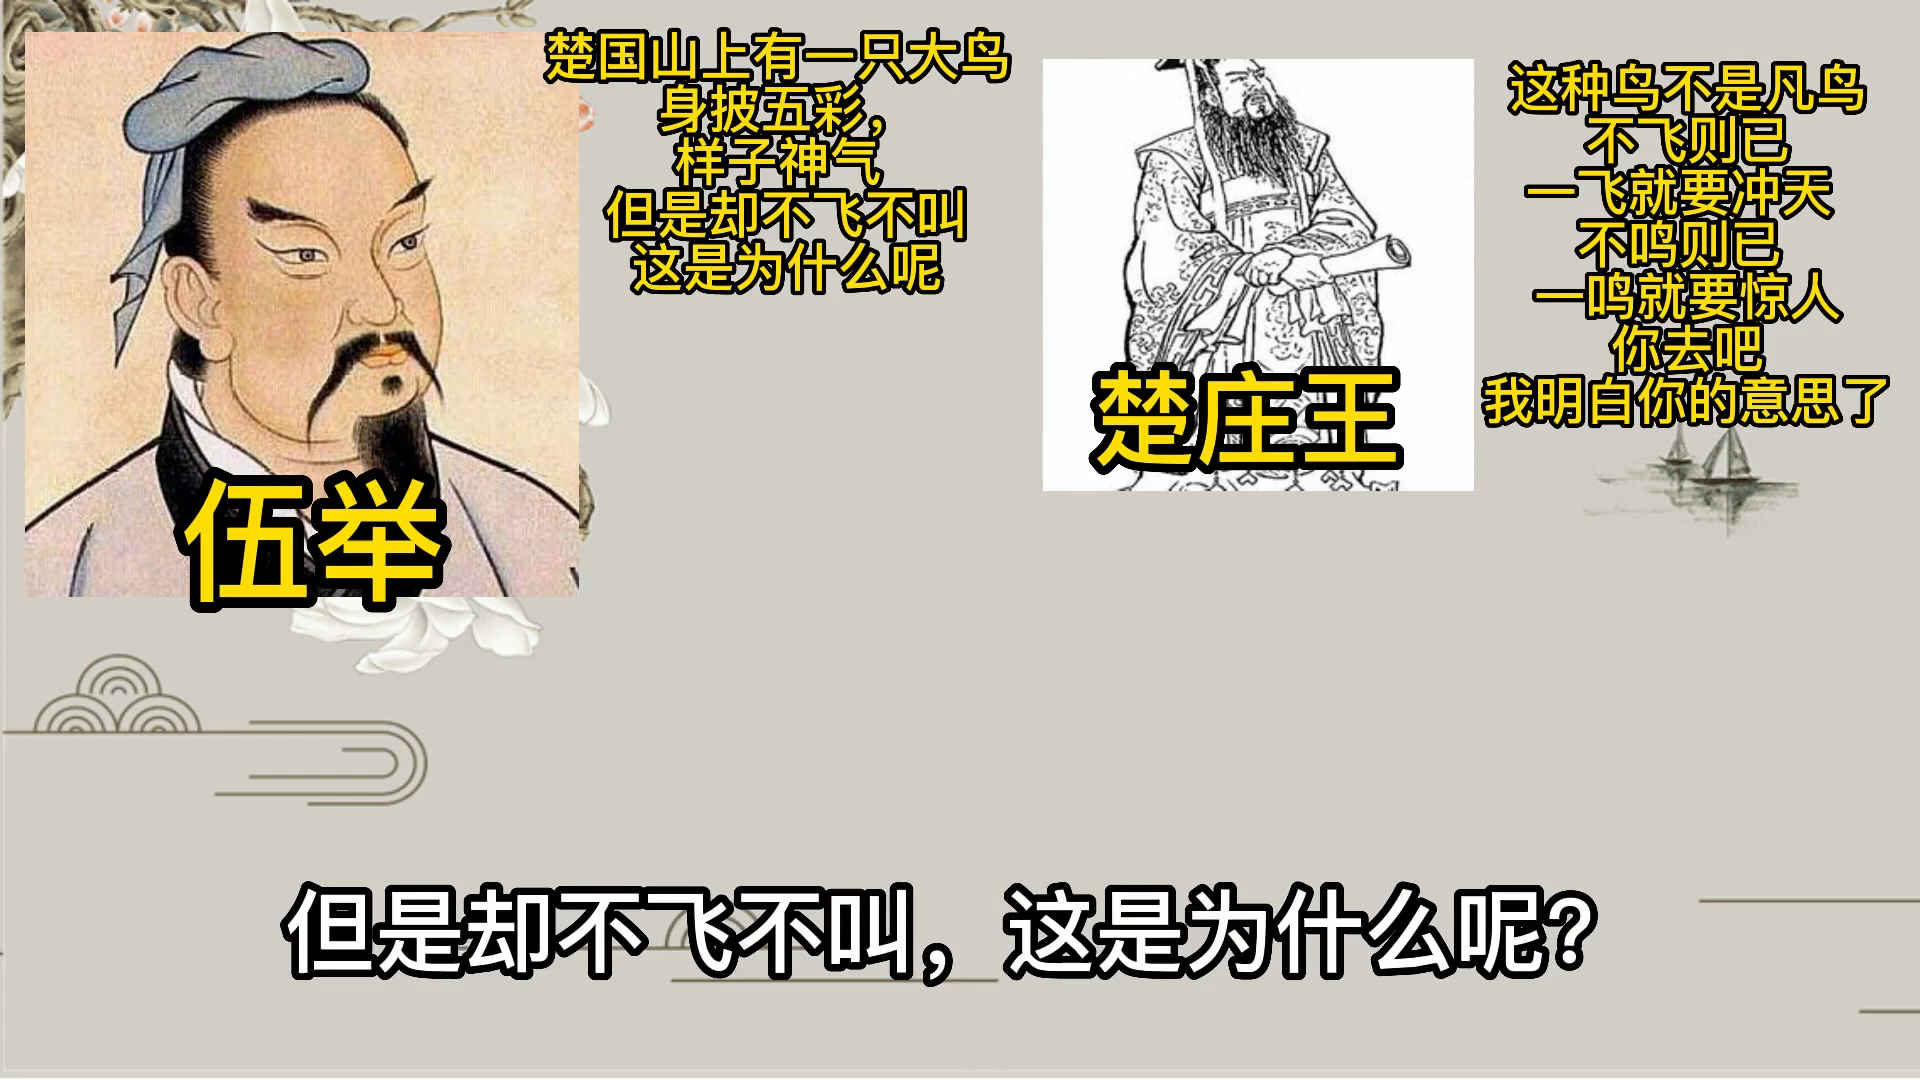 楚国山上有一只大鸟
身披五彩，
样子神气
但是却不飞不叫
这是为什么呢
伍举
这种鸟不是凡鸟
不飞则已
一飞就要冲天
不鸣则已
一鸣就要惊人
你去吧
我明白你的意思了
楚庄王
但是却不飞不叫，这是为什么呢？